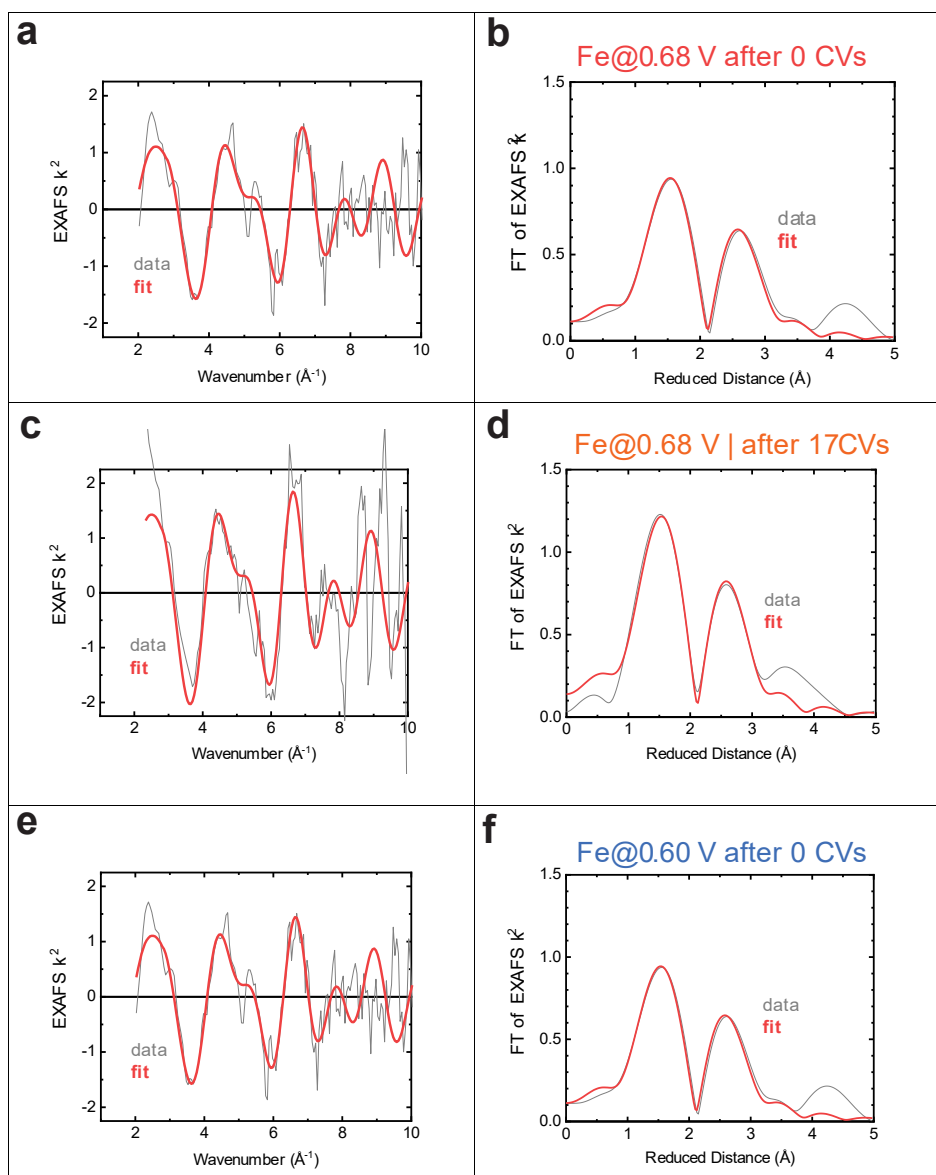 a
2
1
0
-1
-2
EXAFS k²
data
fit
2 4 6 8 10
Wavenumber (Å⁻¹)
b
Fe@0.68 V after 0 CVs
1.5
1.0
0.5
0.0
FT of EXAFS k²
data
fit
0 1 2 3 4 5
Reduced Distance (Å)
c
2
1
0
-1
-2
EXAFS k²
data
fit
2 4 6 8 10
Wavenumber (Å⁻¹)
d
Fe@0.68 V | after 17CVs
1.5
1.0
0.5
0.0
FT of EXAFS k²
data
fit
0 1 2 3 4 5
Reduced Distance (Å)
e
2
1
0
-1
-2
EXAFS k²
data
fit
2 4 6 8 10
Wavenumber (Å⁻¹)
f
Fe@0.60 V after 0 CVs
1.5
1.0
0.5
0.0
FT of EXAFS k²
data
fit
0 1 2 3 4 5
Reduced Distance (Å)